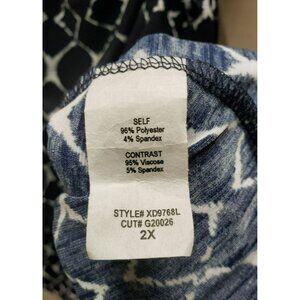 SELF
96% Polyester
4% Spandex
CONTRAST
95% Viscose
5% Spandex
STYLE# XD9768L
CUT# G20026
2X